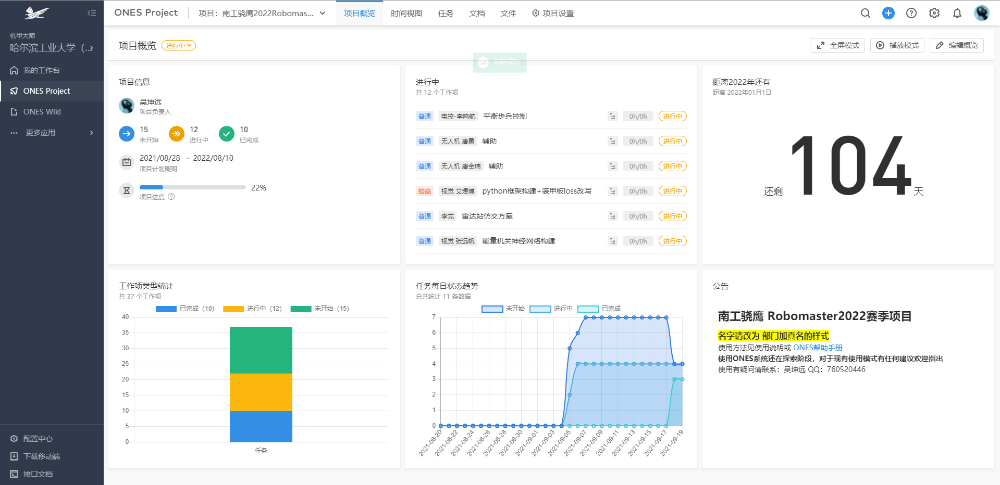 ONES Project
项目：南工骁鹰2022Robomas...
项目概览
时间视图
任务
文档
文件
项目设置
机甲大师
哈尔滨工业大学（...
我的工作台
ONES Project
ONES Wiki
更多应用
配置中心
下载移动端
接口文档
项目概览
进行中
更新成功
全屏模式
播放模式
编辑概览
项目信息
吴坤远
项目负责人
15
未开始
12
进行中
10
已完成
2021/08/28 ~ 2022/08/10
项目计划周期
22%
项目进度
进行中
共 12 个工作项
普通 电控-李鸣航 平衡步兵控制 0h/0h 进行中
普通 无人机 唐勇 辅助 0h/0h 进行中
普通 无人机 唐金瑞 辅助 0h/0h 进行中
较高 视觉 艾煜博 python框架构建+装甲板loss改写 0h/0h 进行中
普通 李龙 雷达站仿交方案 0h/0h 进行中
普通 视觉 张远帆 能量机关神经网络构建 0h/0h 进行中
距离2022年还有
距离 2022年01月1日
还剩 104 天
工作项类型统计
共 37 个工作项
已完成（10） 进行中（12） 未开始（15）
40
35
30
25
20
15
10
5
0
任务
任务每日状态趋势
总共统计 11 条数据
未开始 进行中 已完成
7
6
5
4
3
2
1
0
2021-08-20
2021-08-22
2021-08-24
2021-08-26
2021-08-28
2021-08-30
2021-09-01
2021-09-03
2021-09-05
2021-09-07
2021-09-09
2021-09-11
2021-09-13
2021-09-15
2021-09-17
2021-09-19
公告
南工骁鹰 Robomaster2022赛季项目
名字请改为 部门加真名的样式
使用方法见使用说明或 ONES帮助手册
使用ONES系统还在探索阶段，对于现有使用模式有任何建议欢迎指出
使用有疑问请联系：吴坤远 QQ：760520446